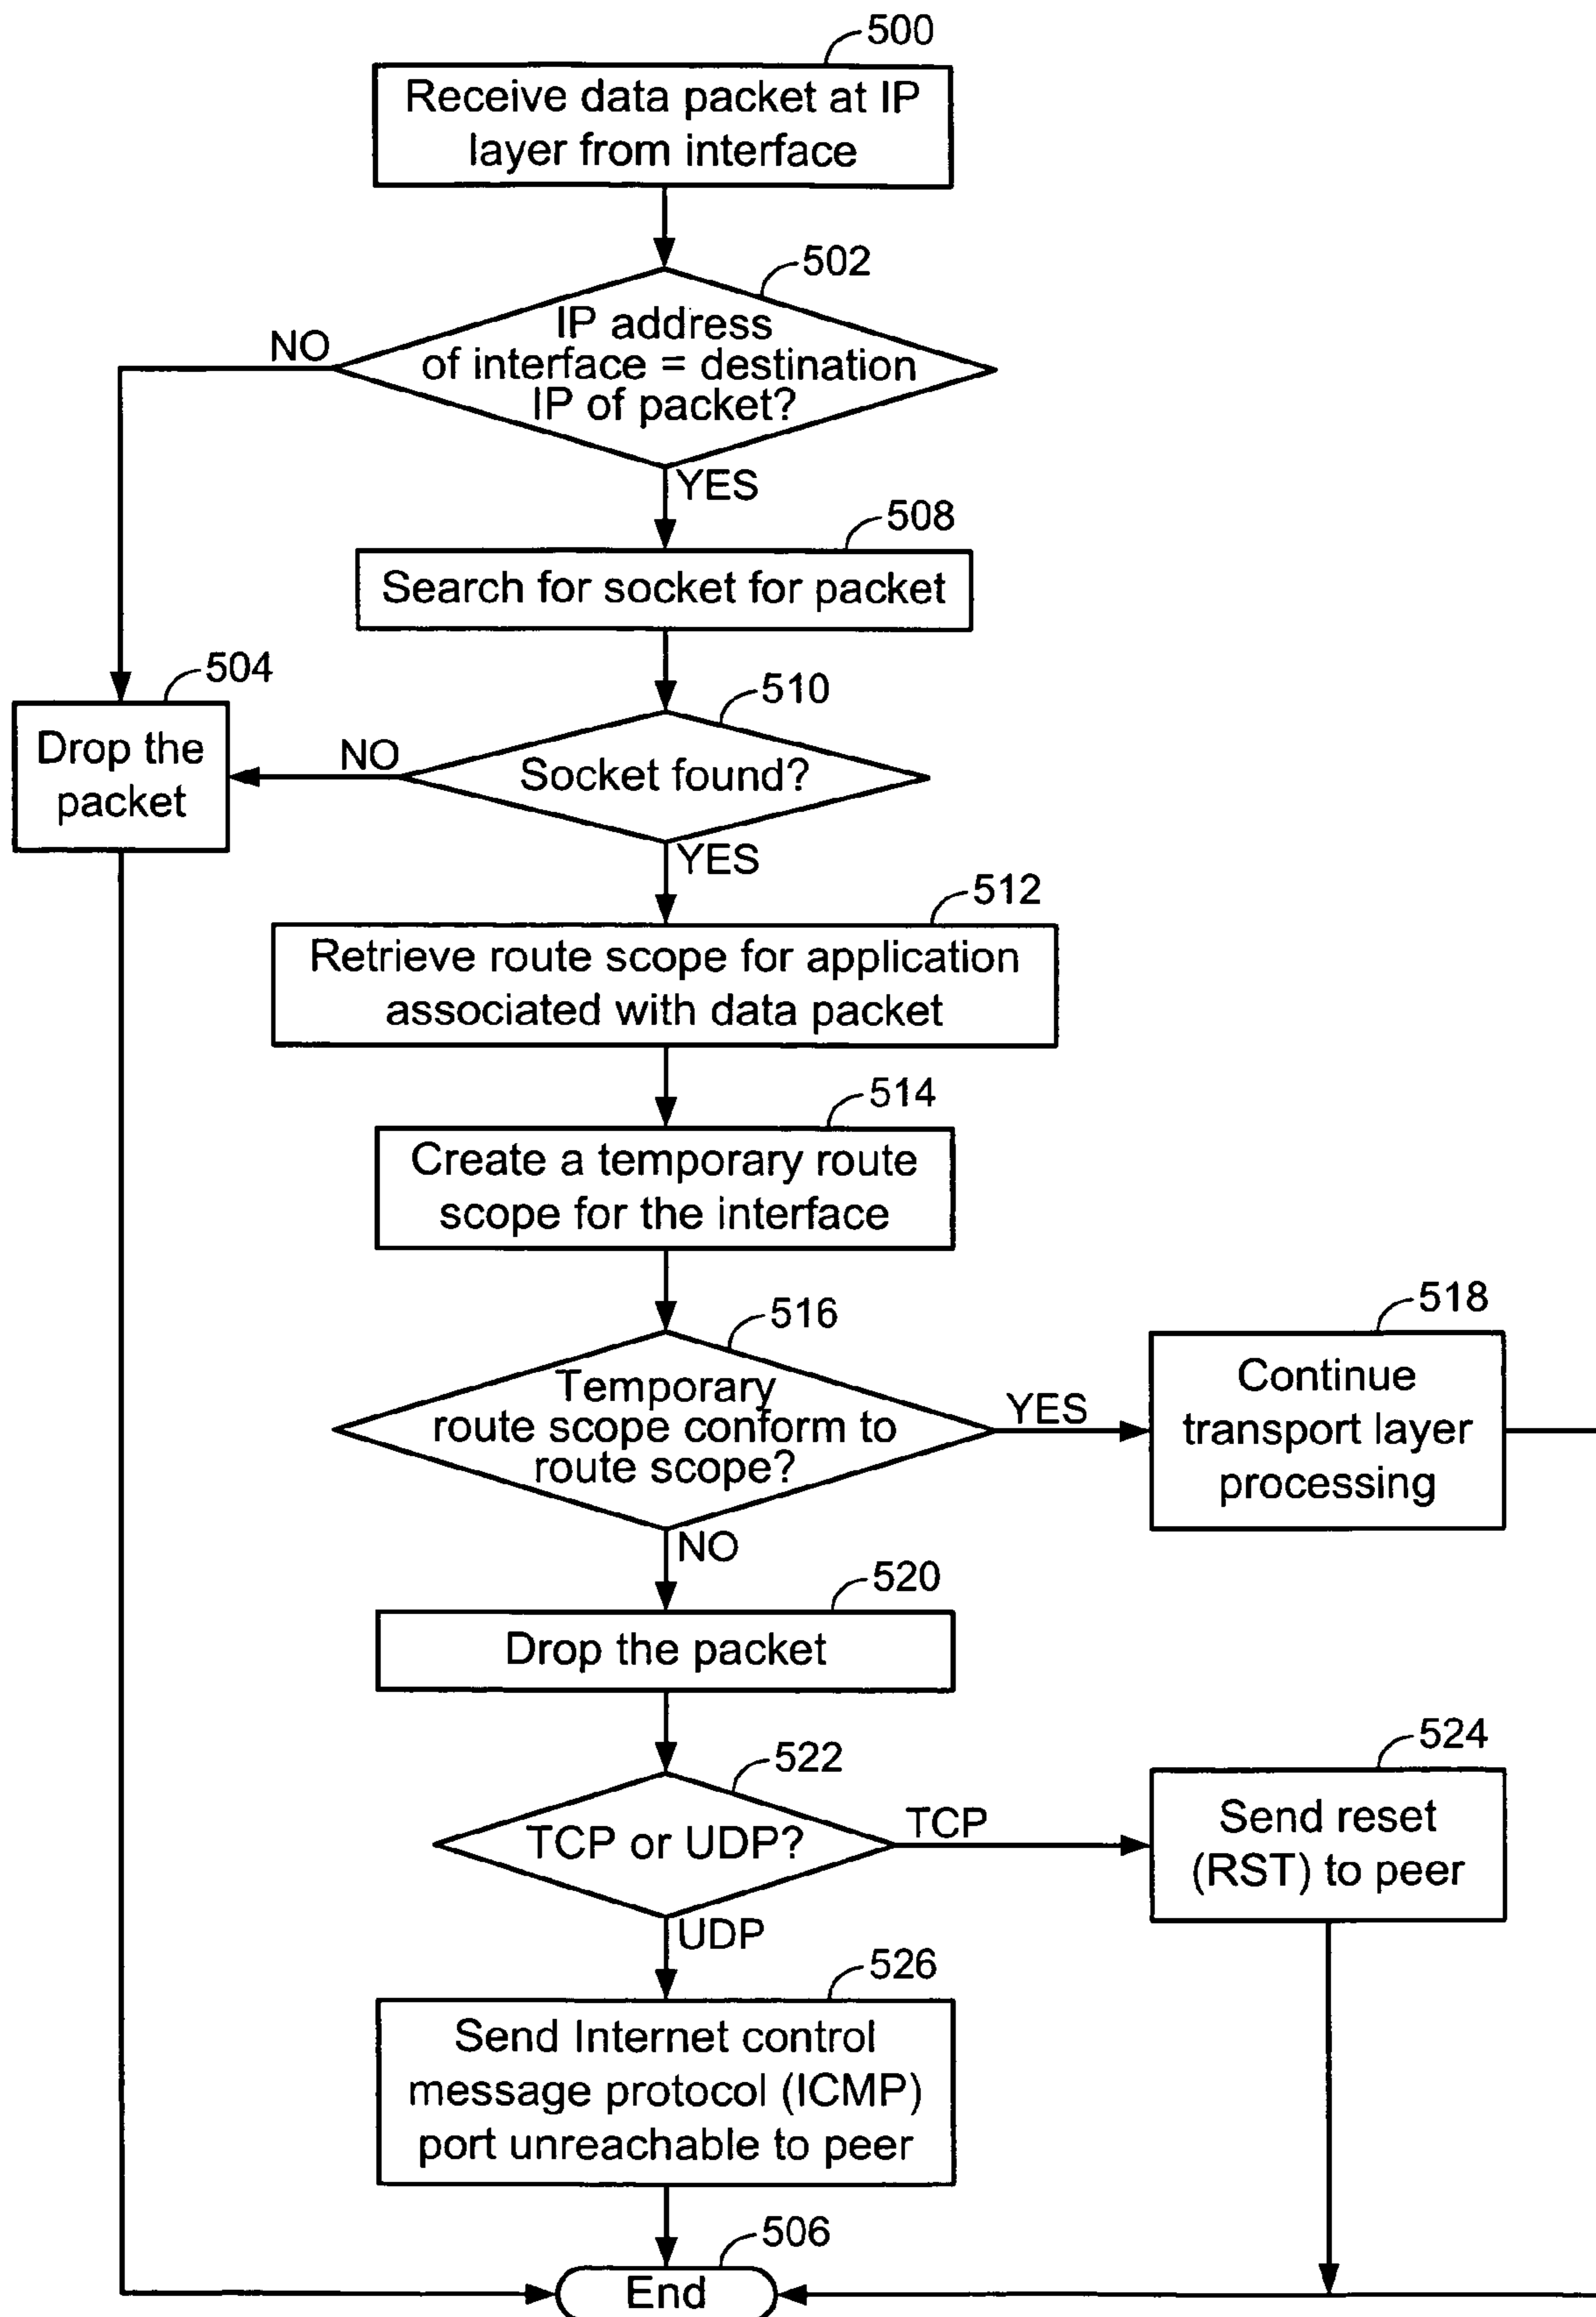 500
Receive data packet at IP
layer from interface
502
IP address
of interface = destination
IP of packet?
NO
YES
508
Search for socket for packet
504
Drop the
packet
510
Socket found?
NO
YES
512
Retrieve route scope for application
associated with data packet
514
Create a temporary route
scope for the interface
516
Temporary
route scope conform to
route scope?
YES
518
Continue
transport layer
processing
NO
520
Drop the packet
522
TCP or UDP?
TCP
524
Send reset
(RST) to peer
UDP
526
Send Internet control
message protocol (ICMP)
port unreachable to peer
506
End